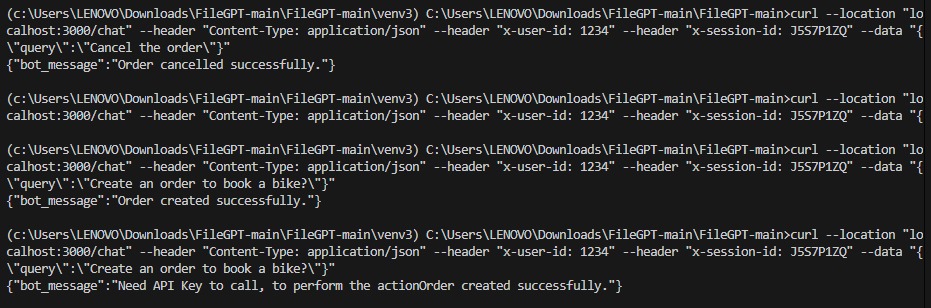 (c:\Users\LENOVO\Downloads\FileGPT-main\FileGPT-main\venv3) C:\Users\LENOVO\Downloads\FileGPT-main\FileGPT-main>curl --location "lo
calhost:3000/chat" --header "Content-Type: application/json" --header "x-user-id: 1234" --header "x-session-id: J5S7P1ZQ" --data "{
\"query\":\"Cancel the order\"}"
{"bot_message":"Order cancelled successfully."}
(c:\Users\LENOVO\Downloads\FileGPT-main\FileGPT-main\venv3) C:\Users\LENOVO\Downloads\FileGPT-main\FileGPT-main>curl --location "lo
calhost:3000/chat" --header "Content-Type: application/json" --header "x-user-id: 1234" --header "x-session-id: J5S7P1ZQ" --data "{
(c:\Users\LENOVO\Downloads\FileGPT-main\FileGPT-main\venv3) C:\Users\LENOVO\Downloads\FileGPT-main\FileGPT-main>curl --location "lo
calhost:3000/chat" --header "Content-Type: application/json" --header "x-user-id: 1234" --header "x-session-id: J5S7P1ZQ" --data "{
\"query\":\"Create an order to book a bike?\"}"
{"bot_message":"Order created successfully."}
(c:\Users\LENOVO\Downloads\FileGPT-main\FileGPT-main\venv3) C:\Users\LENOVO\Downloads\FileGPT-main\FileGPT-main>curl --location "lo
calhost:3000/chat" --header "Content-Type: application/json" --header "x-user-id: 1234" --header "x-session-id: J5S7P1ZQ" --data "{
\"query\":\"Create an order to book a bike?\"}"
{"bot_message":"Need API Key to call, to perform the actionOrder created successfully."}